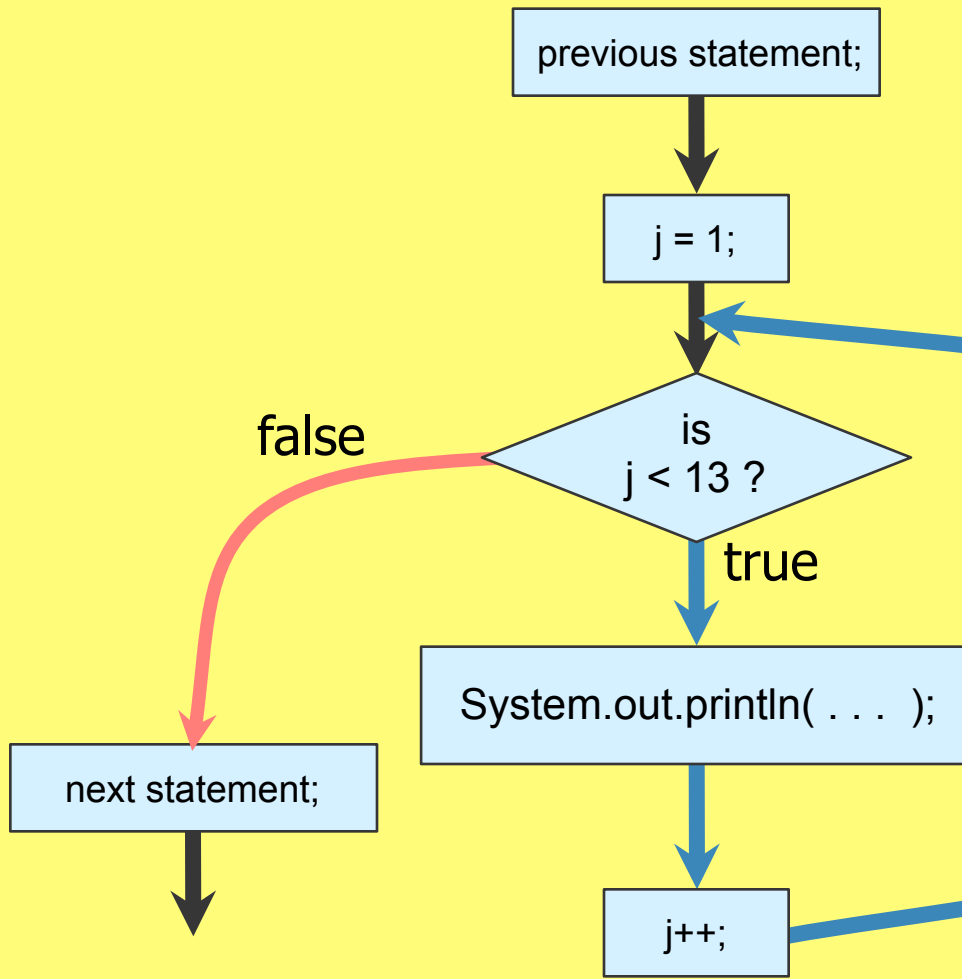 previous statement;
j = 1;
is
j < 13 ?
false
true
System.out.println( . . .  );
next statement;
j++;